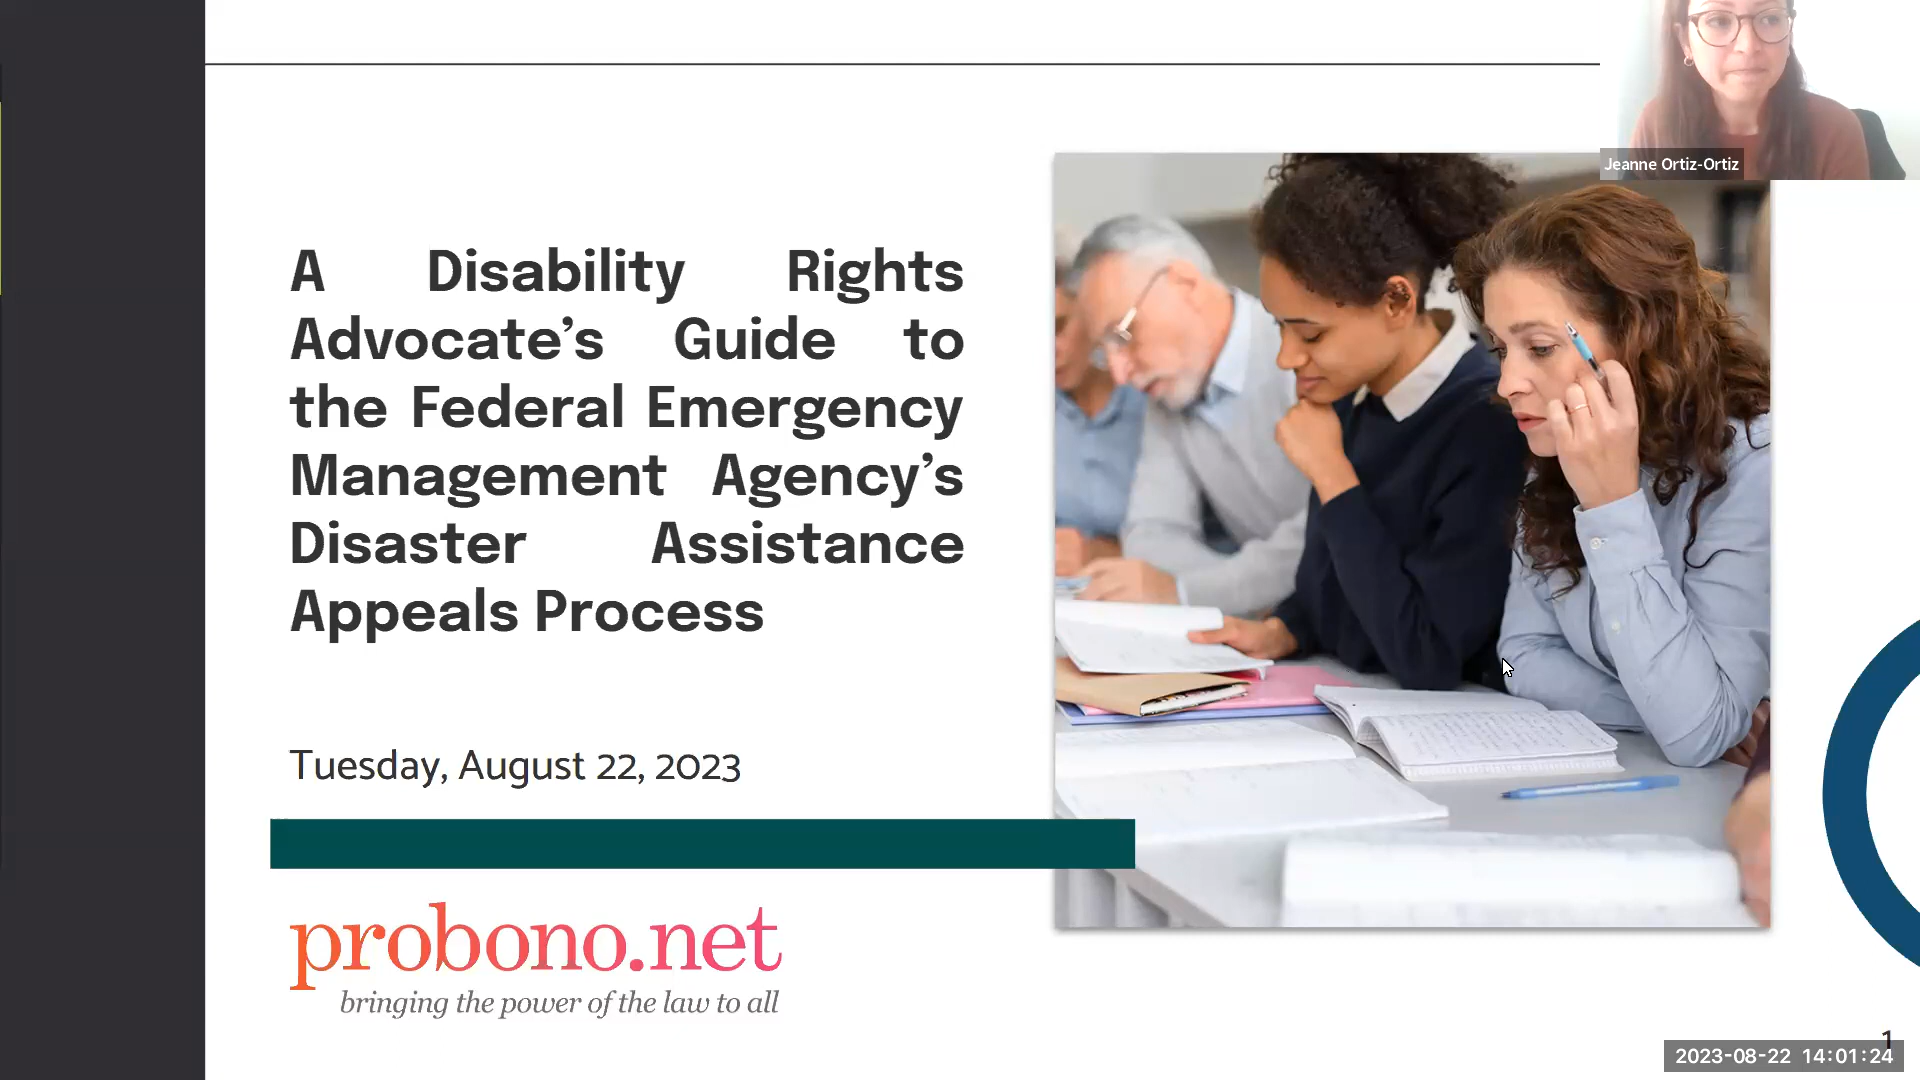 Jeanne Ortiz-Ortiz
A Disability Rights
Advocate’s Guide to
the Federal Emergency
Management Agency’s
Disaster Assistance
Appeals Process
Tuesday, August 22, 2023
probono.net
bringing the power of the law to all
1
2023-08-22 14:01:24